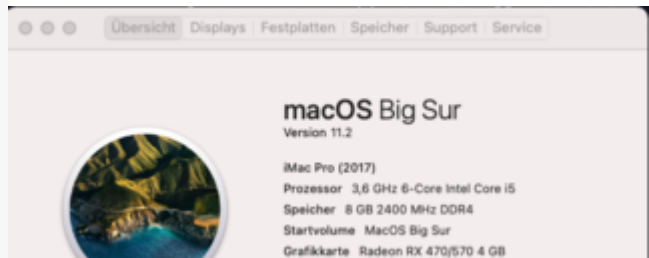 Übersicht Displays Festplatten Speicher Support Service
macOS Big Sur
Version 11.2
iMac Pro (2017)
Prozessor 3,6 GHz 6-Core Intel Core i5
Speicher 8 GB 2400 MHz DDR4
Startvolume MacOS Big Sur
Grafikkarte Radeon RX 470/570 4 GB